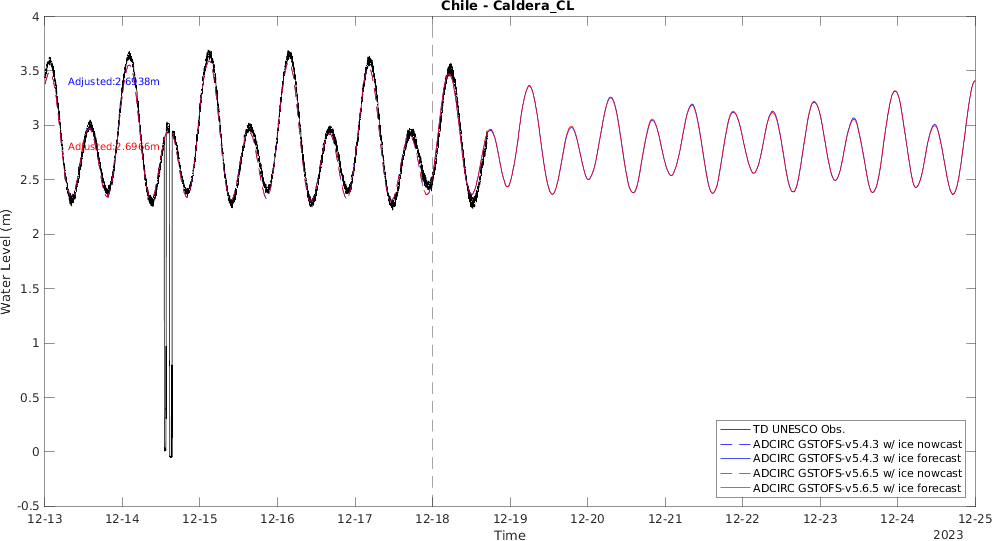 Chile - Caldera_CL
Water Level (m)
4
3.5
3
2.5
2
1.5
1
0.5
0
-0.5
Adjusted:2.6938m
Adjusted:2.6966m
TD UNESCO Obs.
ADCIRC GSTOFS-v5.4.3 w/ ice nowcast
ADCIRC GSTOFS-v5.4.3 w/ ice forecast
ADCIRC GSTOFS-v5.6.5 w/ ice nowcast
ADCIRC GSTOFS-v5.6.5 w/ ice forecast
12-13 12-14 12-15 12-16 12-17 12-18 12-19 12-20 12-21 12-22 12-23 12-24 12-25
Time
2023